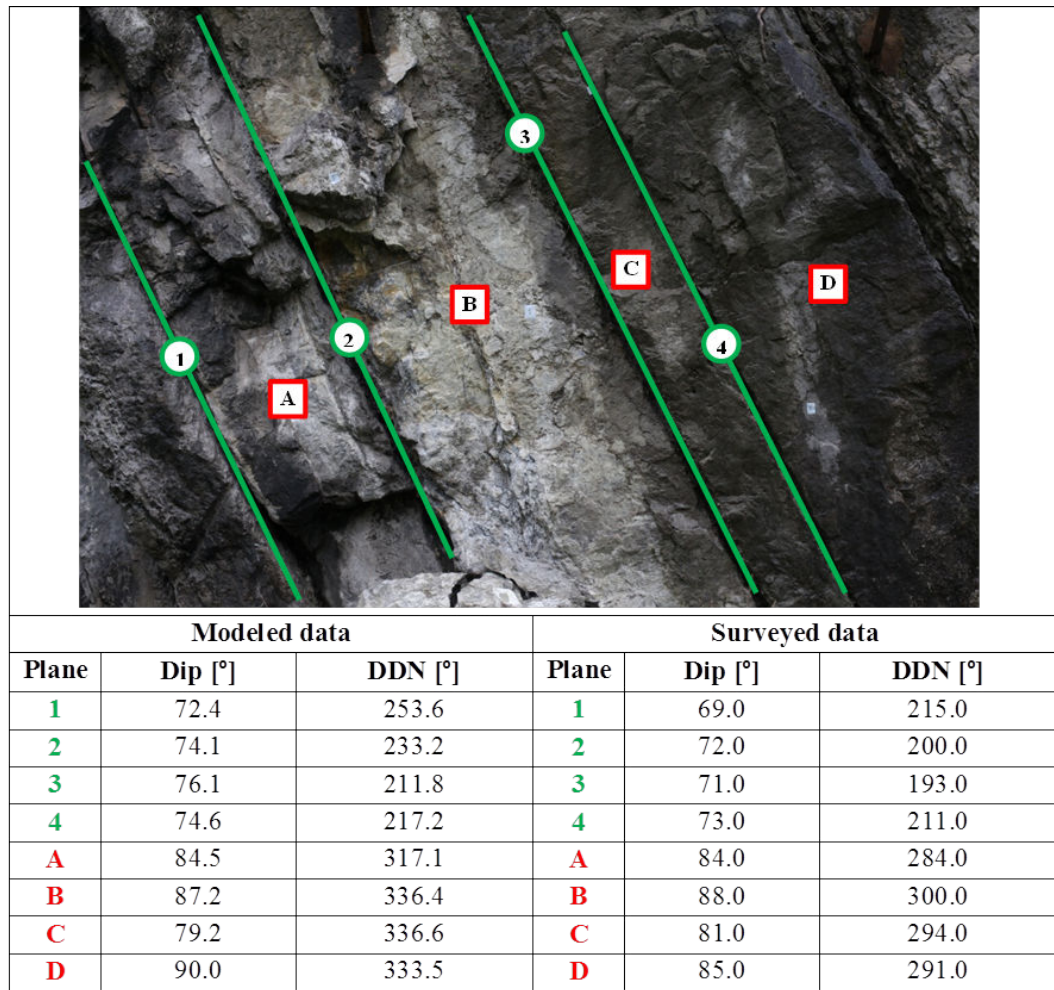 3
C
D
B
4
2
1
A
Modeled data Surveyed data
Plane Dip [°] DDN [°] Plane Dip [°] DDN [°]
1 72.4 253.6 1 69.0 215.0
2 74.1 233.2 2 72.0 200.0
3 76.1 211.8 3 71.0 193.0
4 74.6 217.2 4 73.0 211.0
A 84.5 317.1 A 84.0 284.0
B 87.2 336.4 B 88.0 300.0
C 79.2 336.6 C 81.0 294.0
D 90.0 333.5 D 85.0 291.0